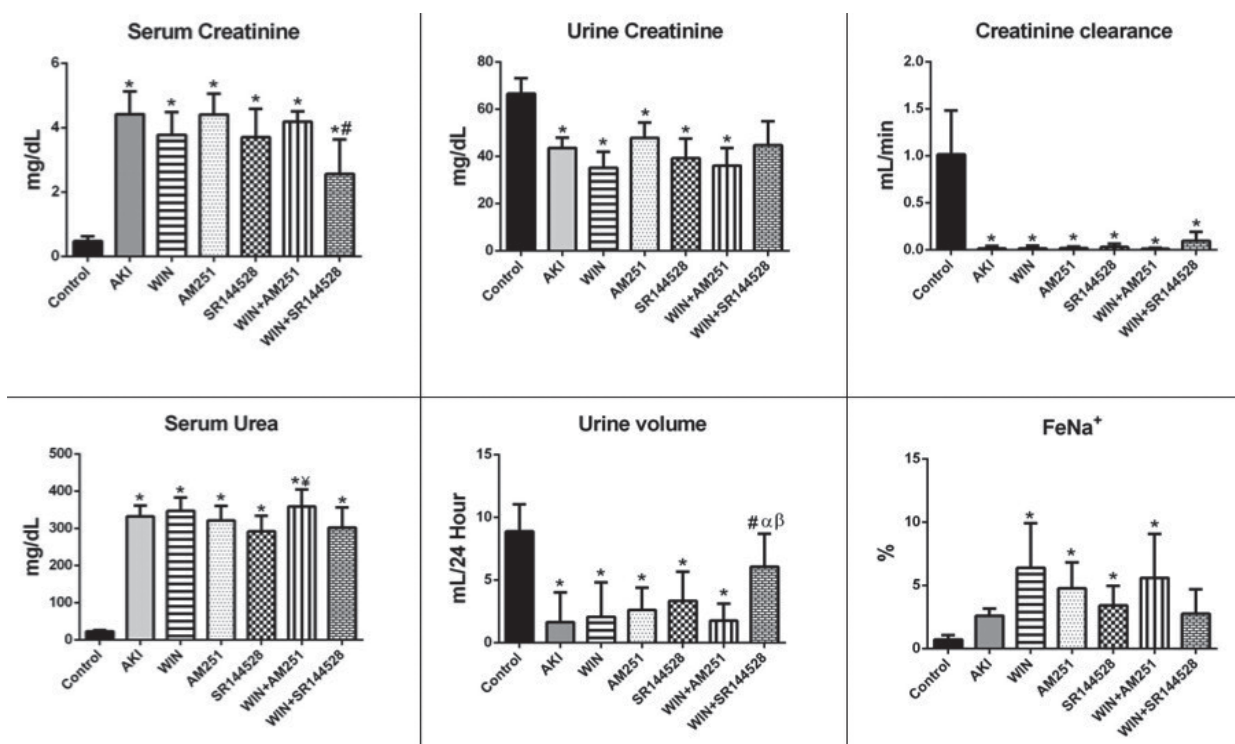 Serum Creatinine
mg/dL
6
4
2
0
*
*
*
*
*
*#
Control
AKI
WIN
AM251
SR144528
WIN+AM251
WIN+SR144528
Urine Creatinine
mg/dL
80
60
40
20
0
*
*
*
*
*
Control
AKI
WIN
AM251
SR144528
WIN+AM251
WIN+SR144528
Creatinine clearance
mL/min
2.0
1.5
1.0
0.5
0.0
*
*
*
*
*
*
Control
AKI
WIN
AM251
SR144528
WIN+AM251
WIN+SR144528
Serum Urea
mg/dL
500
400
300
200
100
0
*
*
*
*
*¥
*
Control
AKI
WIN
AM251
SR144528
WIN+AM251
WIN+SR144528
Urine volume
mL/24 Hour
15
10
5
0
*
*
*
*
*
#αβ
Control
AKI
WIN
AM251
SR144528
WIN+AM251
WIN+SR144528
FeNa⁺
%
15
10
5
0
*
*
*
*
Control
AKI
WIN
AM251
SR144528
WIN+AM251
WIN+SR144528